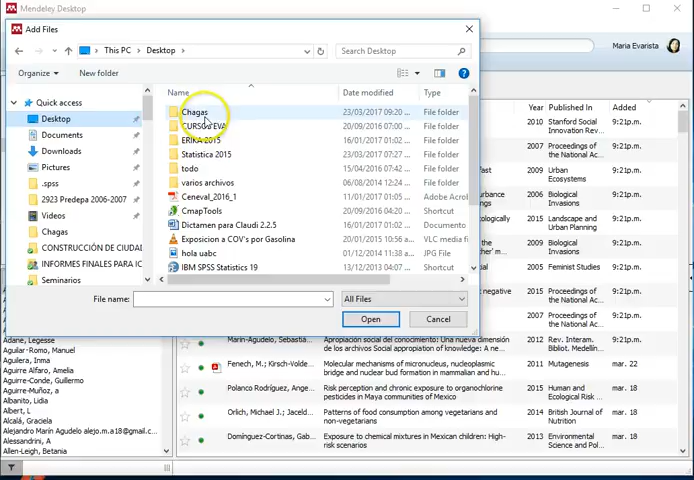 Mendeley Desktop
Add Files
This PC > Desktop >
Search Desktop
Maria Evarista
Organize
New folder
Name
Date modified
Type
Quick access
Desktop
Documents
Downloads
Pictures
.spss
2923 Predepa 2006-2007
Videos
Chagas
CONSTRUCCIÓN DE CIUDAD
INFORMES FINALES PARA IC
Seminarios
Chagas 23/03/2017 09:20 ... File folder
CURSO EVA 20/09/2016 07:00 ... File folder
ERIKA 2015 16/01/2017 01:02 ... File folder
Statistica 2015 23/03/2017 07:27 ... File folder
todo 15/04/2016 07:42 ... File folder
varios archivos 06/08/2014 12:24 ... File folder
Ceneval_2016_1 11/01/2017 01:05 ... Adobe Acrol
CmapTools 20/09/2016 04:20 ... Shortcut
Dictamen para Claudi 2.2.5 16/01/2017 01:01 ... Documento
Exposicion a COV's por Gasolina 20/01/2015 10:56 a... VLC media fi
hola uabc 02/12/2014 11:38 a... JPG File
IBM SPSS Statistics 19 13/12/2013 04:07 ... Shortcut
File name:
All Files
Open
Cancel
Year Published In Added
2010 Stanford Social Innovation Rev... 9:21p.m.
2007 Proceedings of the National Ac... 9:21p.m.
2009 Urban Ecosystems 9:21p.m.
2006 Biological Invasions 9:21p.m.
2015 Landscape and Urban Planning 9:21p.m.
2009 Biological Invasions 9:21p.m.
2005 Feminist Studies 9:21p.m.
2007 Proceedings of the National Ac... 9:21p.m.
2007 Proceedings of the National Ac... 9:21p.m.
Marín-Agudelo, Sebastia... Apropiación social del conocimiento: Una nueva dimensión de los archivos Social appropriation of knowledge: A ne... 2012 Rev. Interam. Bibliot. Medellín... 9:21p.m.
Fenech, M.; Kirsch-Volde... Molecular mechanisms of micronucleus, nucleoplasmic bridge and nuclear bud formation in mammalian and hu... 2011 Mutagenesis mar. 22
Polanco Rodríguez, Ange... Risk perception and chronic exposure to organochlorine pesticides in Maya communities of Mexico 2015 Human and Ecological Risk ... mar. 18
Orlich, Michael J.; Jaceld... Patterns of food consumption among vegetarians and non-vegetarians 2014 British Journal of Nutrition mar. 18
Domínguez-Cortinas, Gab... Exposure to chemical mixtures in Mexican children: High-risk scenarios 2013 Environmental Science and Pol... mar. 18
Adane, Legesse
Aguilar-Romo, Manuel
Aguilera, Irma
Aguirre Alfaro, Amelia
Aguirre-Conde, Guillermo
Aguirre-Muñoz, a
Albanito, Lidia
Albert, L
Alcalá, Graciela
Alejandro Marín Agudelo alejo.m.a18@gmail.c...
Alessandrini, A
Allen-Gil, Betania